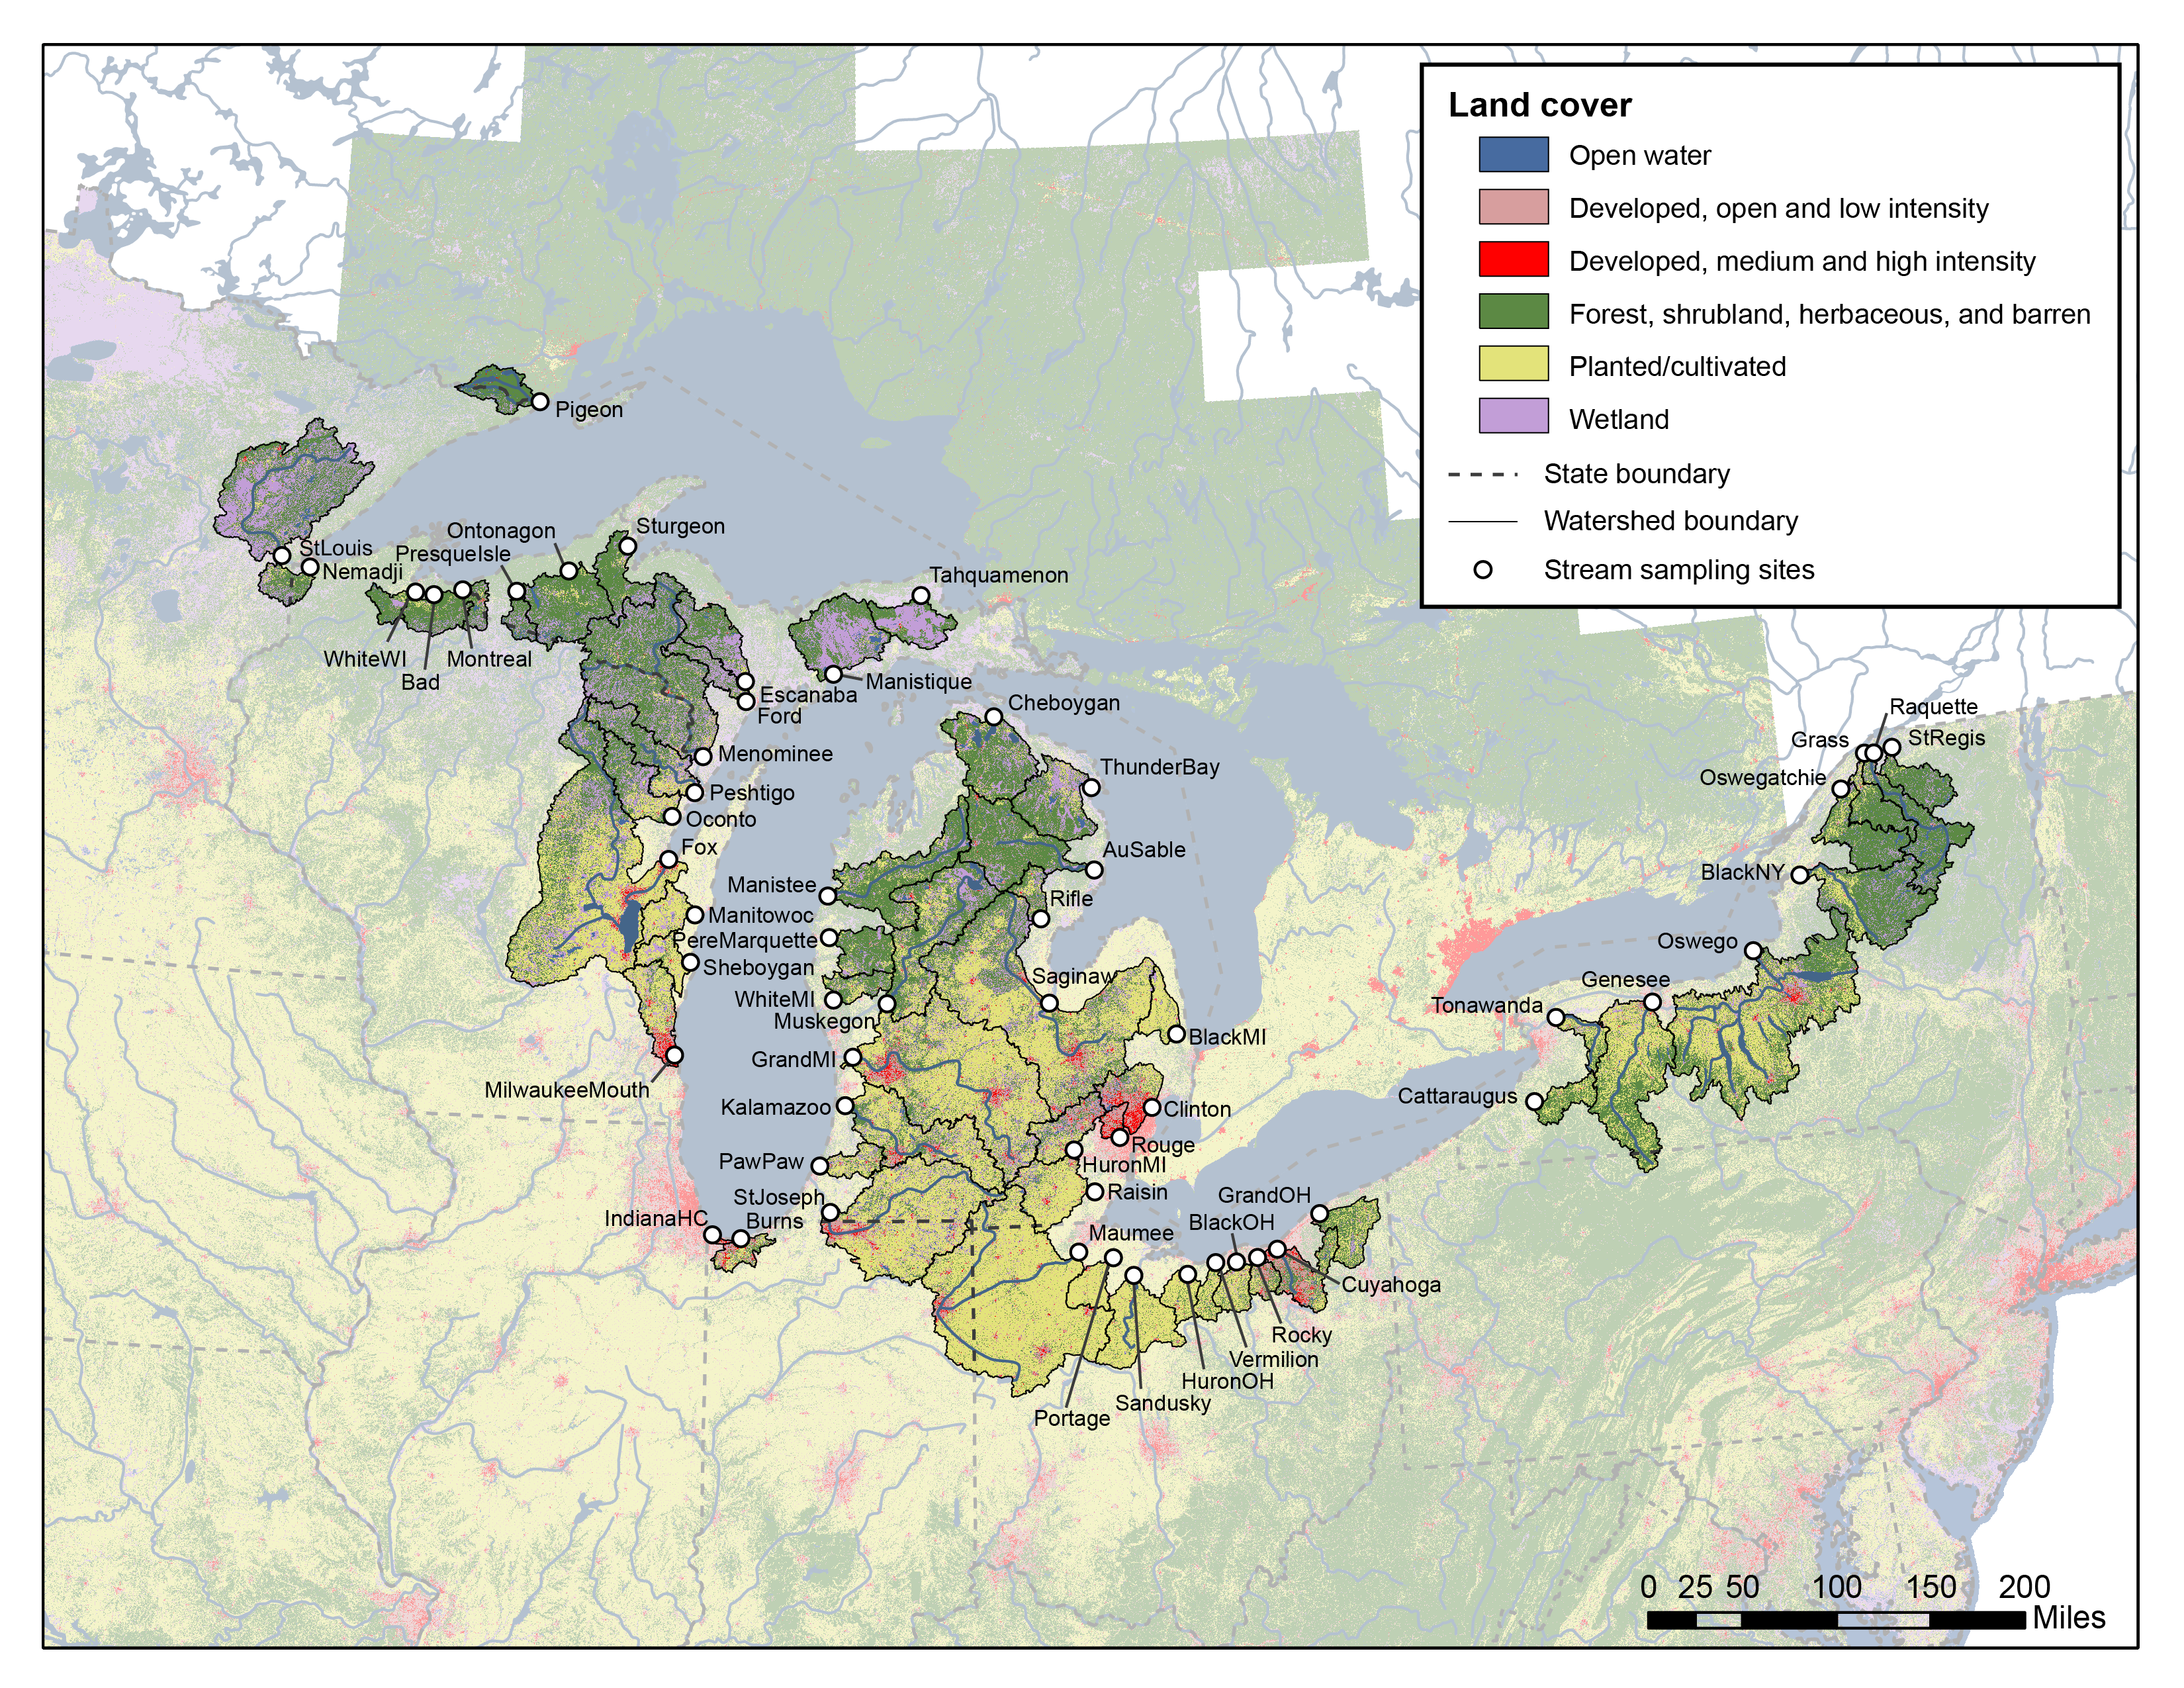 Land cover
Open water
Developed, open and low intensity
Developed, medium and high intensity
Forest, shrubland, herbaceous, and barren
Planted/cultivated
Wetland
State boundary
Watershed boundary
Stream sampling sites
Pigeon
Sturgeon
Ontonagon
StLouis
PresqueIsle
Nemadji
Tahquamenon
WhiteWI
Montreal
Bad
Manistique
Escanaba
Ford
Cheboygan
Raquette
Grass
StRegis
Menominee
ThunderBay
Oswegatchie
Peshtigo
Oconto
Fox
AuSable
BlackNY
Manistee
Rifle
Manitowoc
PereMarquette
Oswego
Sheboygan
Saginaw
Genesee
WhiteMI
Tonawanda
Muskegon
BlackMI
GrandMI
MilwaukeeMouth
Cattaraugus
Kalamazoo
Clinton
Rouge
PawPaw
HuronMI
Raisin
StJoseph
GrandOH
IndianaHC
Burns
BlackOH
Maumee
Cuyahoga
Rocky
Vermilion
HuronOH
Sandusky
Portage
0 25 50 100 150 200
Miles